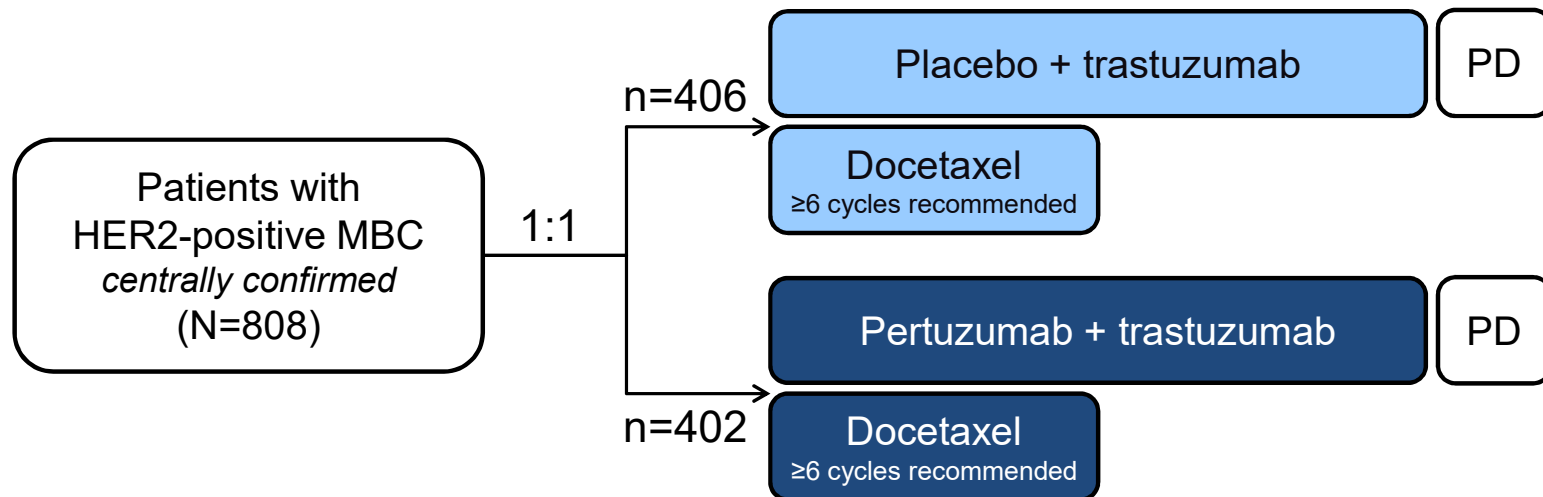 Patients with
HER2-positive MBC
centrally confirmed
(N=808)
1:1
n=406
Placebo + trastuzumab
PD
Docetaxel
≥6 cycles recommended
n=402
Pertuzumab + trastuzumab
PD
Docetaxel
≥6 cycles recommended